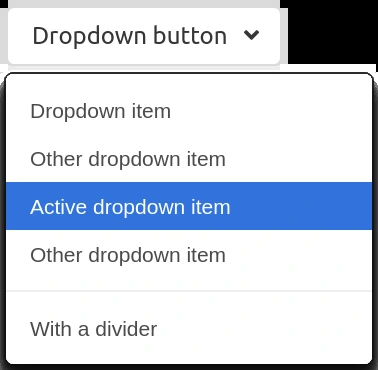 Dropdown button
Dropdown item
Other dropdown item
Active dropdown item
Other dropdown item
With a divider